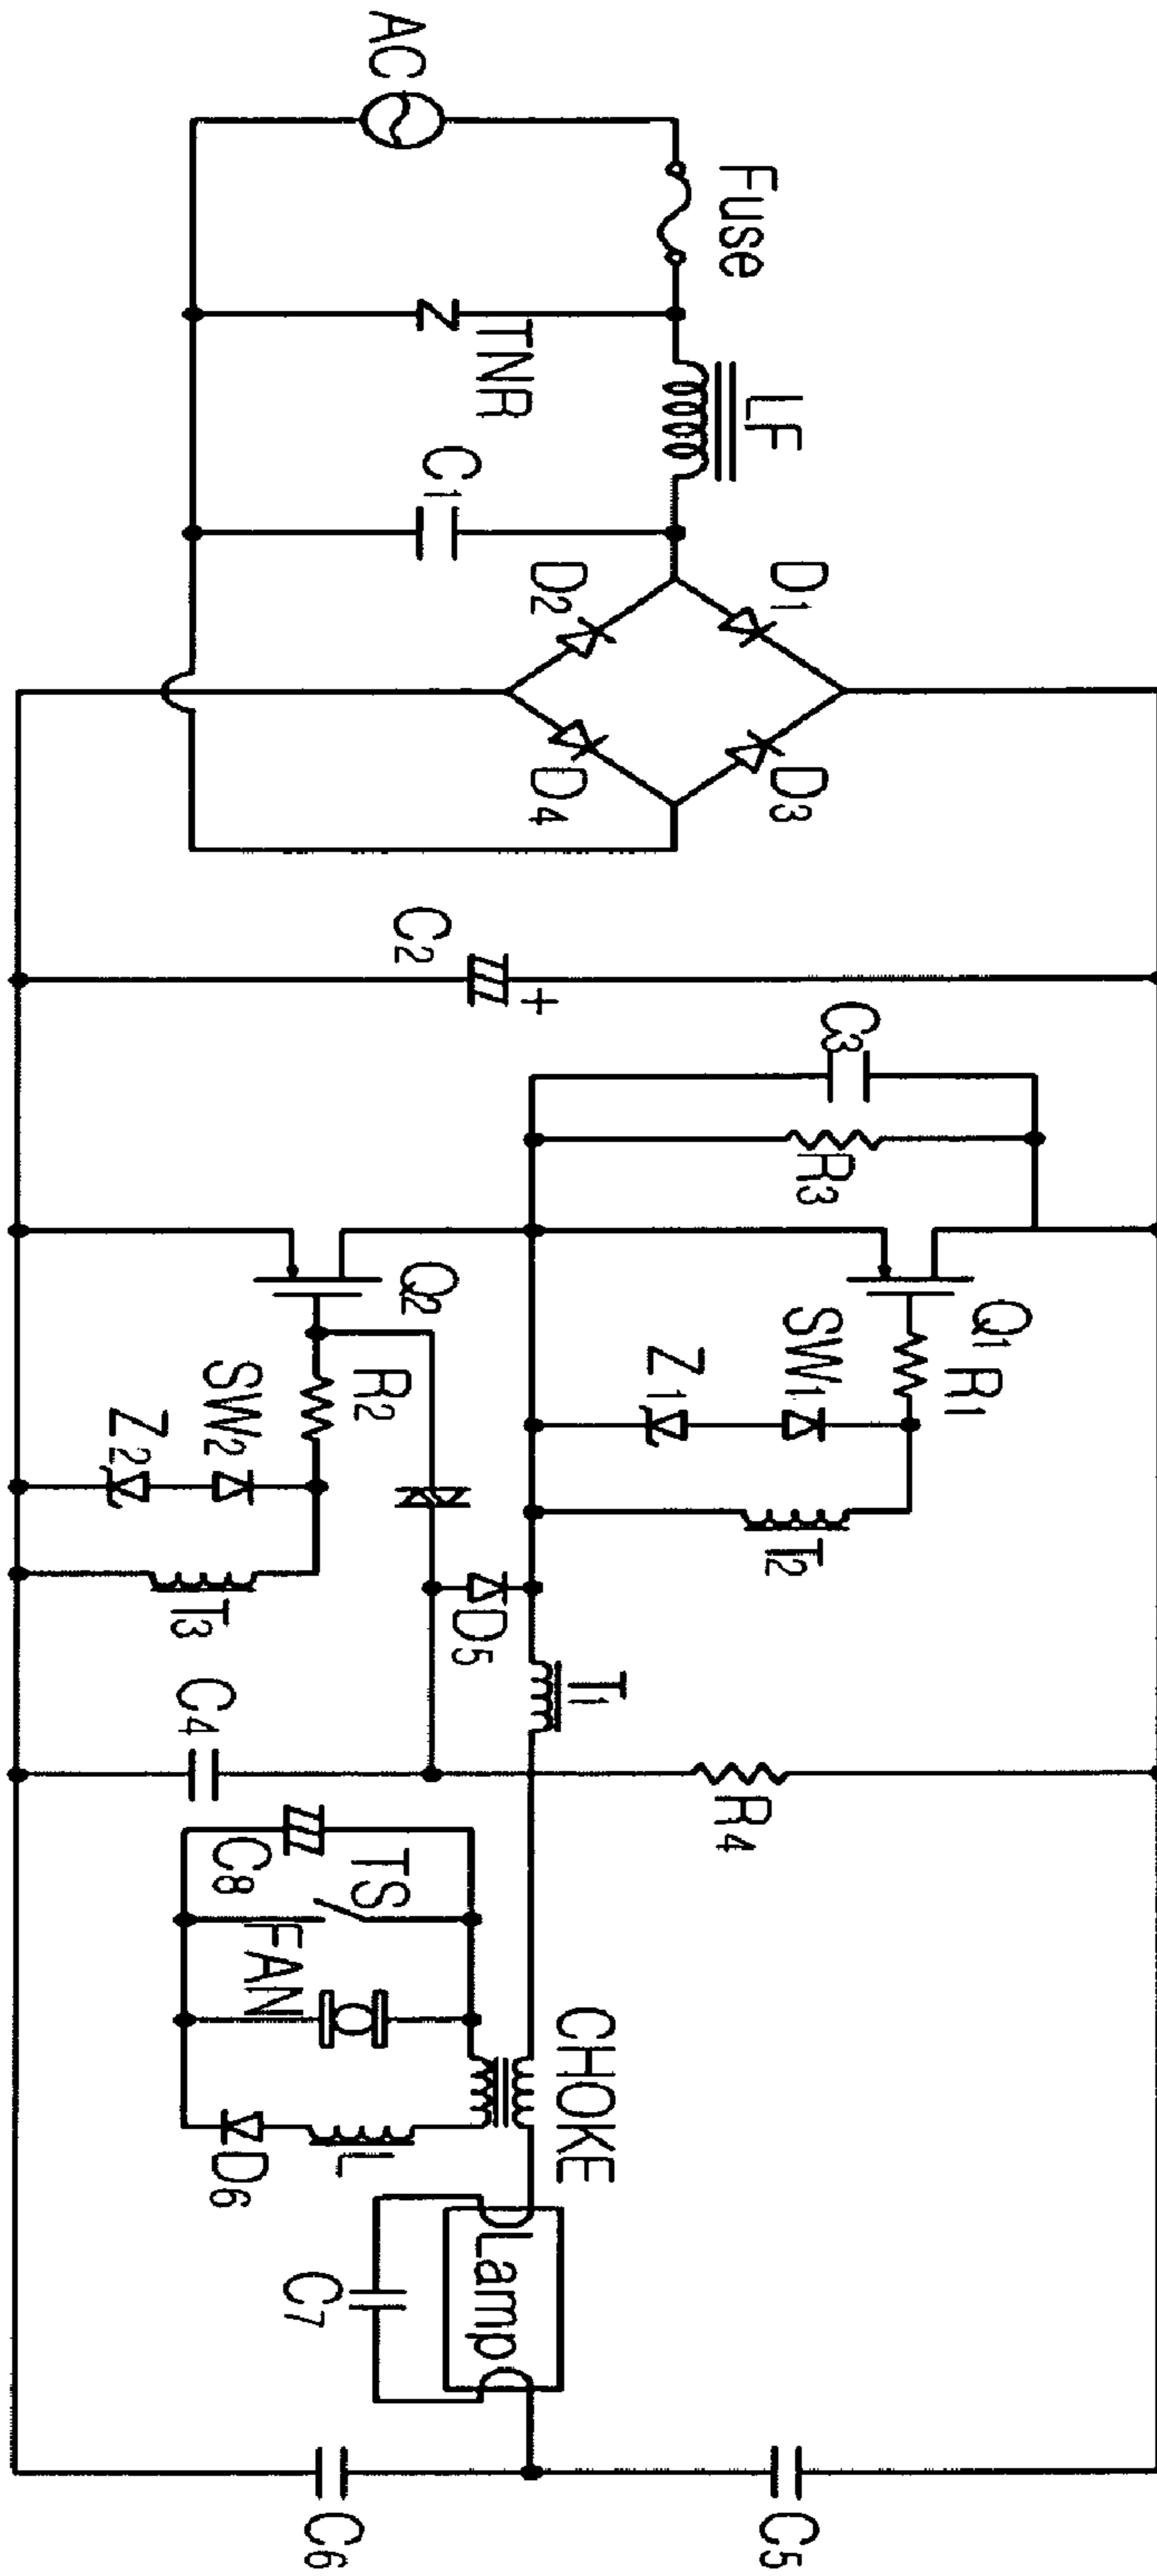 AC
Fuse
TNR
LF
C1
D1
D2
D3
D4
C2
+
C3
R3
Q1
R1
SW1
Z1
T2
Q2
R2
SW2
Z2
T3
D5
T1
C4
R4
C8
TS
FAN
CHOKE
L
D6
Lamp
C7
C5
C6